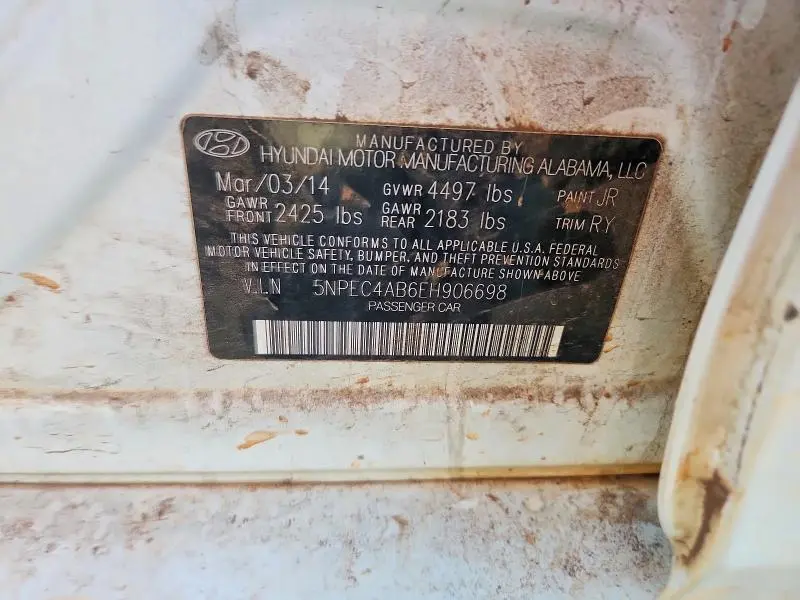 MANUFACTURED BY
HYUNDAI MOTOR MANUFACTURING ALABAMA, LLC
Mar/03/14 GVWR 4497 lbs PAINT JR
GAWR FRONT 2425 lbs GAWR REAR 2183 lbs TRIM RY
THIS VEHICLE CONFORMS TO ALL APPLICABLE U.S.A. FEDERAL
MOTOR VEHICLE SAFETY, BUMPER, AND THEFT PREVENTION STANDARDS
IN EFFECT ON THE DATE OF MANUFACTURE SHOWN ABOVE
V.I.N 5NPEC4AB6EH906698
PASSENGER CAR